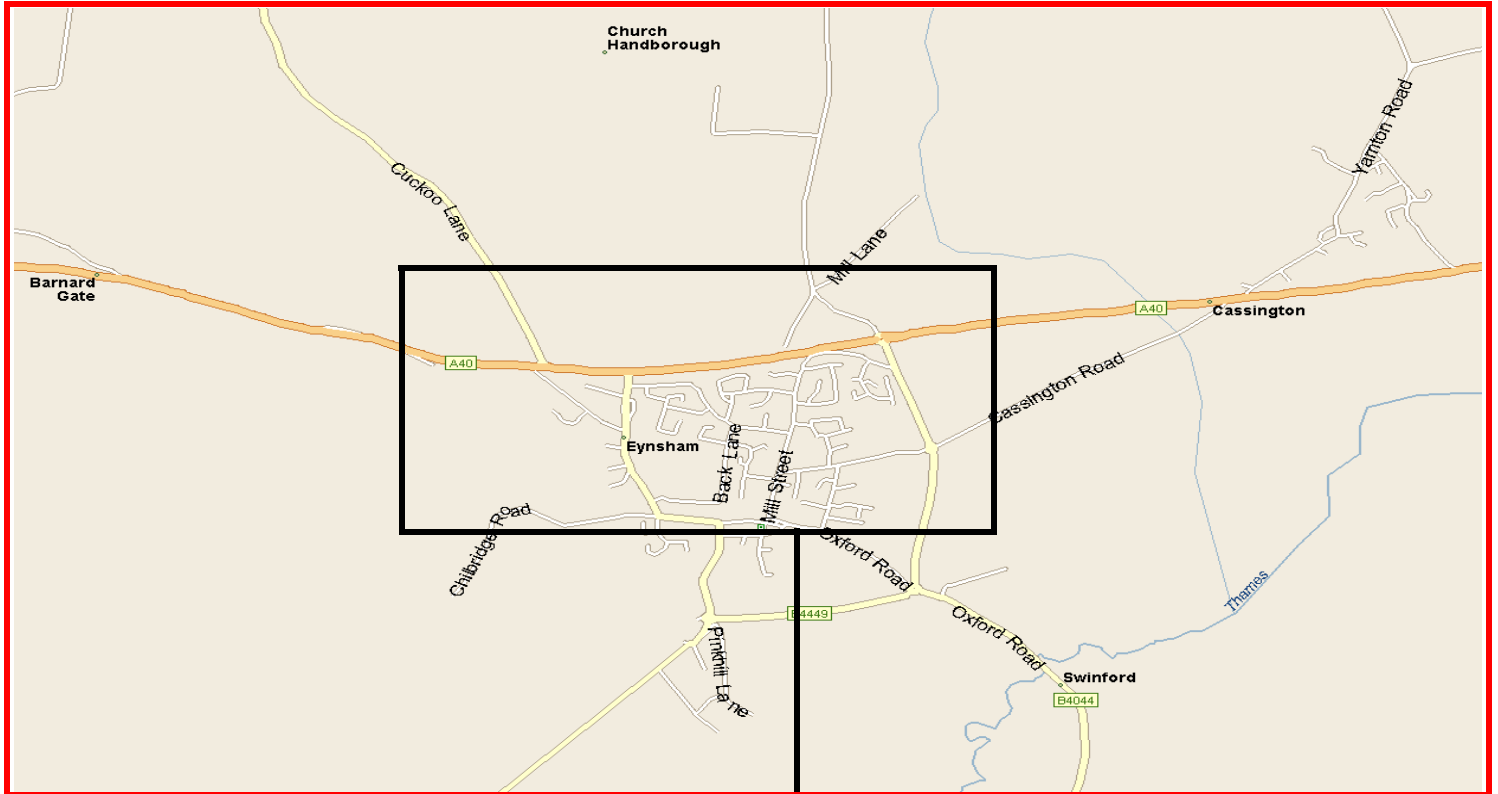 Church
Handborough
Yarnton Road
Cuckoo Lane
Mill Lane
Barnard
Gate
A40
Cassington
A40
Cassington Road
Eynsham
Back Lane
Mill Street
Chilbridge Road
Oxford Road
Thames
B4449
Oxford Road
Pinkhill Lane
Swinford
B4044